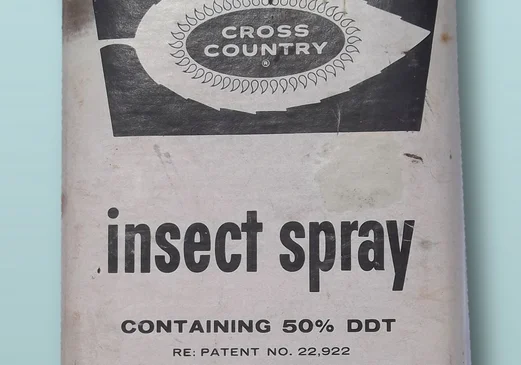 CROSS
COUNTRY
®
insect spray
CONTAINING 50% DDT
RE: PATENT NO. 22,922